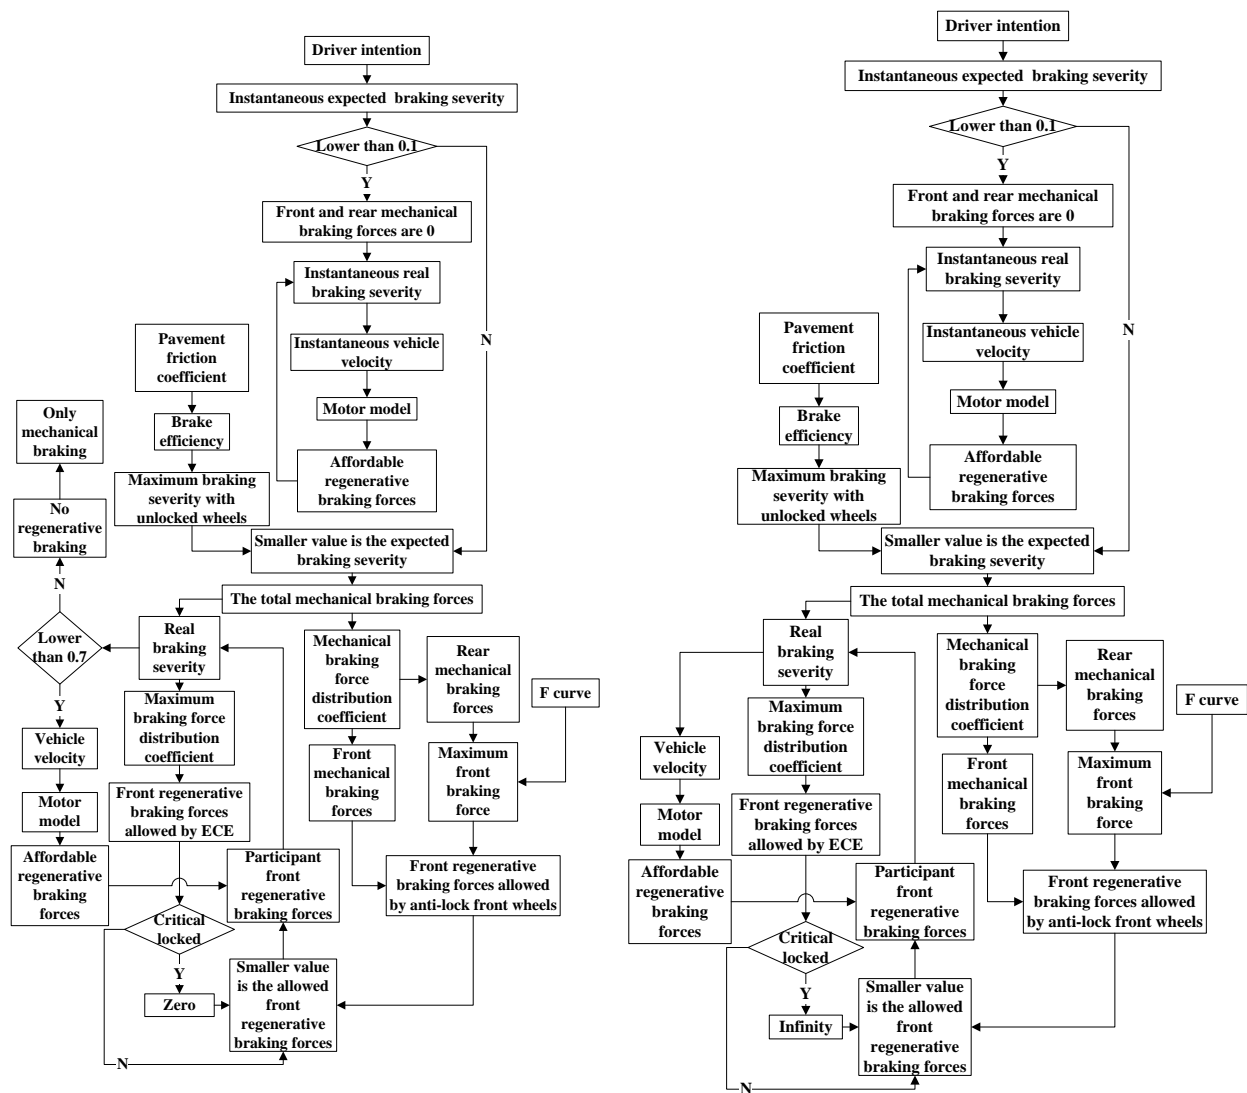 Driver intention
Instantaneous expected braking severity
Lower than 0.1
Y
Front and rear mechanical
braking forces are 0
Instantaneous real
braking severity
N
Pavement
friction
coefficient
Instantaneous vehicle
velocity
Motor model
Only
mechanical
braking
Brake
efficiency
Affordable
regenerative
braking forces
Maximum braking
severity with
unlocked wheels
No
regenerative
braking
Smaller value is the expected
braking severity
N
The total mechanical braking forces
Lower
than 0.7
Real
braking
severity
Mechanical
braking
force
distribution
coefficient
Rear
mechanical
braking
forces
F curve
Y
Maximum
braking force
distribution
coefficient
Vehicle
velocity
Front
mechanical
braking
forces
Maximum
front
braking
force
Motor
model
Front regenerative
braking forces
allowed by ECE
Affordable
regenerative
braking
forces
Participant
front
regenerative
braking forces
Front regenerative
braking forces allowed
by anti-lock front wheels
Critical
locked
Y
Zero
Smaller value
is the allowed
front
regenerative
braking forces
N
Driver intention
Instantaneous expected braking severity
Lower than 0.1
Y
Front and rear mechanical
braking forces are 0
Instantaneous real
braking severity
N
Pavement
friction
coefficient
Instantaneous vehicle
velocity
Motor model
Brake
efficiency
Affordable
regenerative
braking forces
Maximum braking
severity with
unlocked wheels
Smaller value is the expected
braking severity
The total mechanical braking forces
Real
braking
severity
Mechanical
braking
force
distribution
coefficient
Rear
mechanical
braking
forces
F curve
Maximum
braking force
distribution
coefficient
Vehicle
velocity
Front
mechanical
braking
forces
Maximum
front
braking
force
Motor
model
Front regenerative
braking forces
allowed by ECE
Affordable
regenerative
braking
forces
Participant
front
regenerative
braking forces
Front regenerative
braking forces allowed
by anti-lock front wheels
Critical
locked
Y
Infinity
Smaller value
is the allowed
front
regenerative
braking forces
N